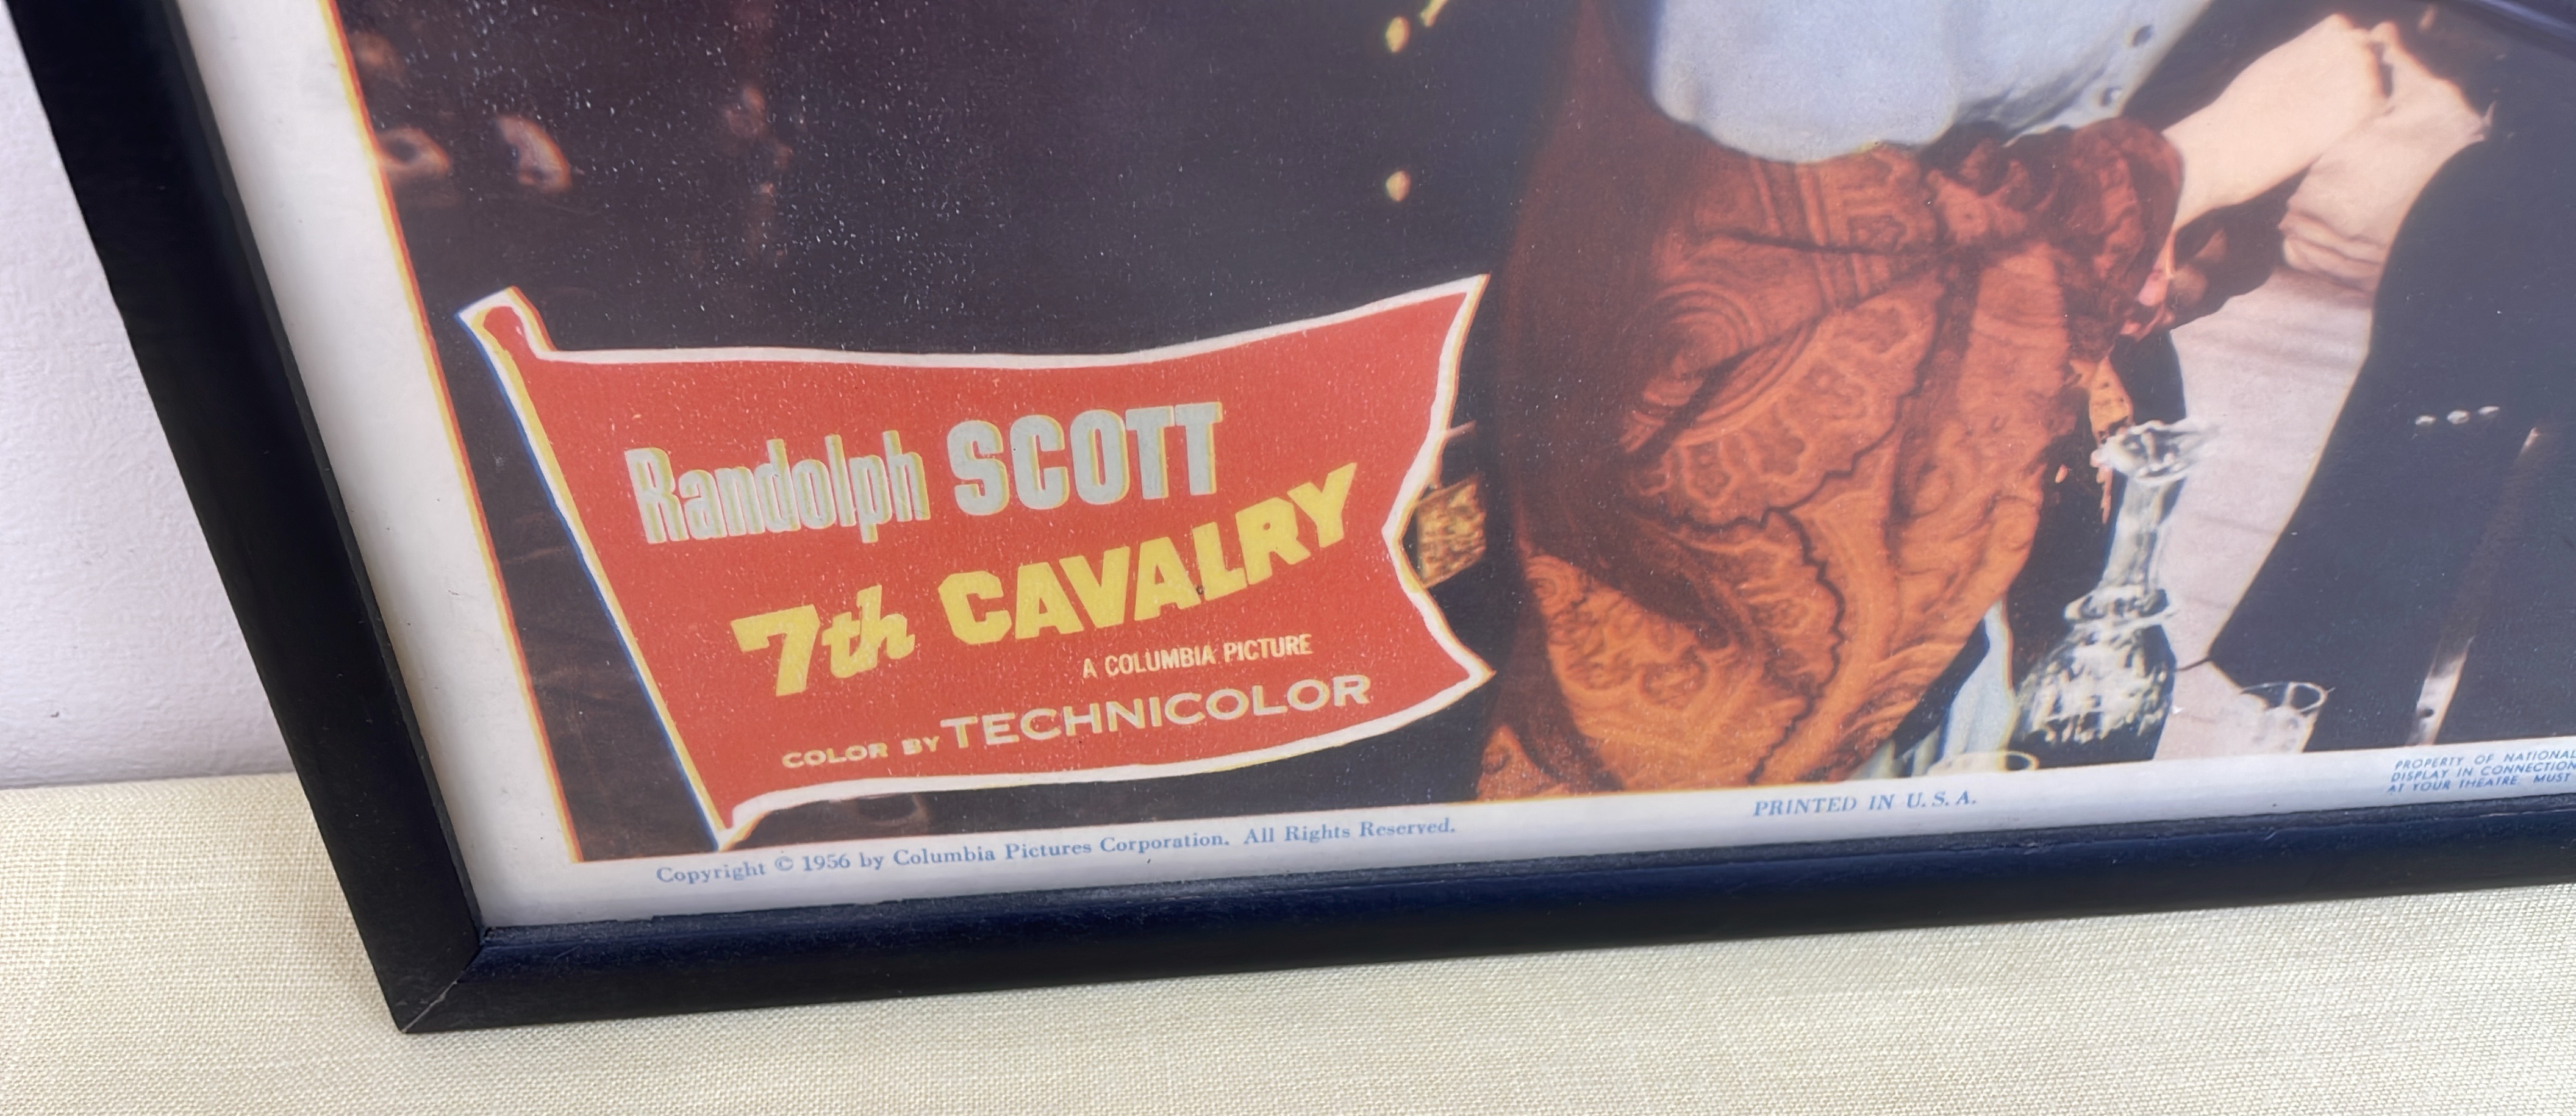 Randolph SCOTT
7th CAVALRY
A COLUMBIA PICTURE
COLOR BY TECHNICOLOR
Copyright © 1956 by Columbia Pictures Corporation. All Rights Reserved.
PRINTED IN U. S. A.
PROPERTY OF NATIONAL
DISPLAY IN CONNECTION
AT YOUR THEATRE. MUST